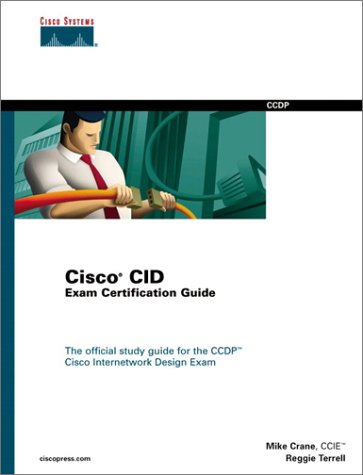 CISCO SYSTEMS
CCDP
Cisco® CID
Exam Certification Guide
The official study guide for the CCDP™
Cisco Internetwork Design Exam
Mike Crane, CCIE™
ciscopress.com
Reggie Terrell